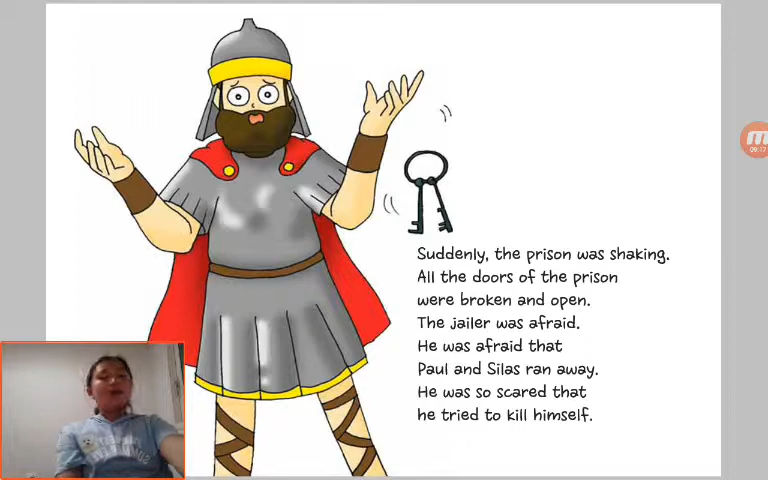 Suddenly, the prison was shaking.
All the doors of the prison
were broken and open.
The jailer was afraid.
He was afraid that
Paul and Silas ran away.
He was so scared that
he tried to kill himself.
M
09:17